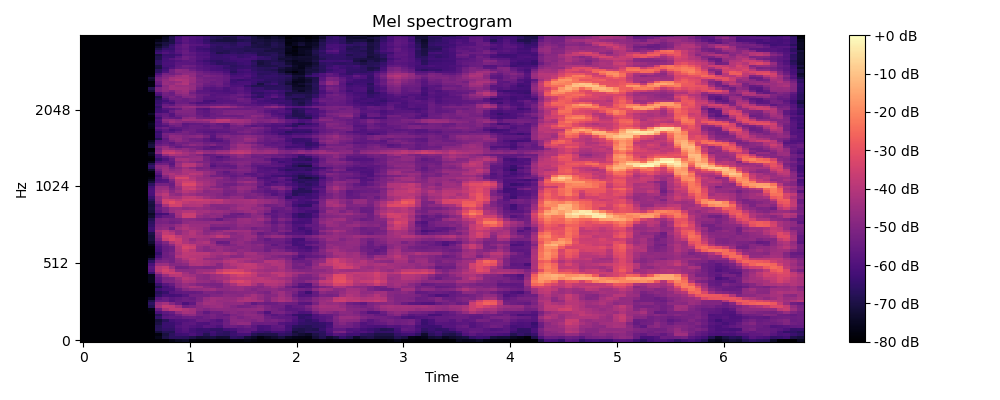 Mel spectrogram
Hz
2048
1024
512
0
0 1 2 3 4 5 6
Time
+0 dB
-10 dB
-20 dB
-30 dB
-40 dB
-50 dB
-60 dB
-70 dB
-80 dB